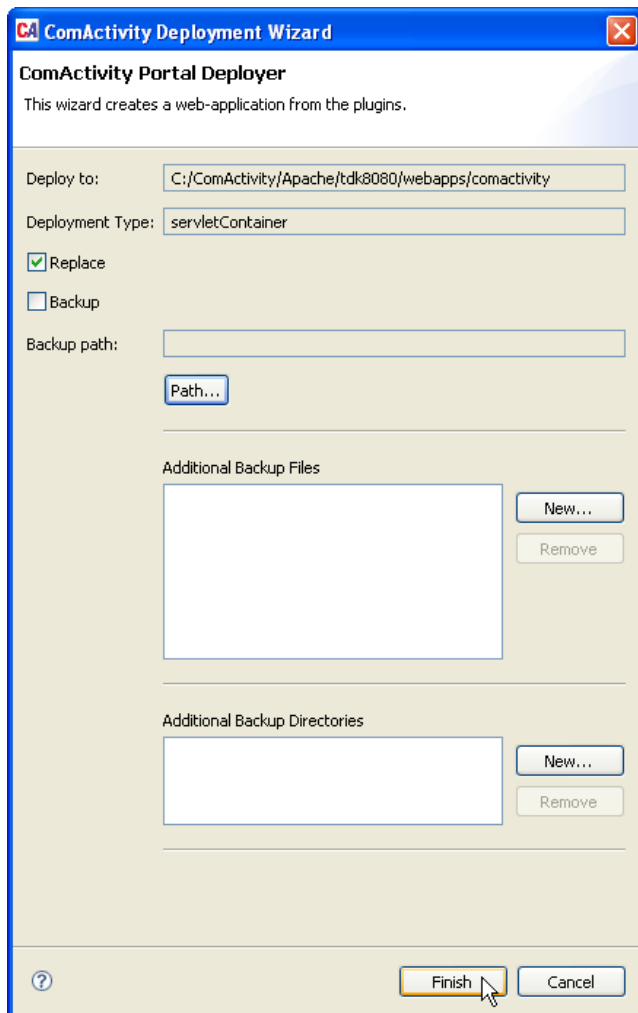 CA ComActivity Deployment Wizard
ComActivity Portal Deployer
This wizard creates a web-application from the plugins.
Deploy to: C:/ComActivity/Apache/tdk8080/webapps/comactivity
Deployment Type: servletContainer
Replace
Backup
Backup path:
Path...
Additional Backup Files
New...
Remove
Additional Backup Directories
New...
Remove
? Finish Cancel